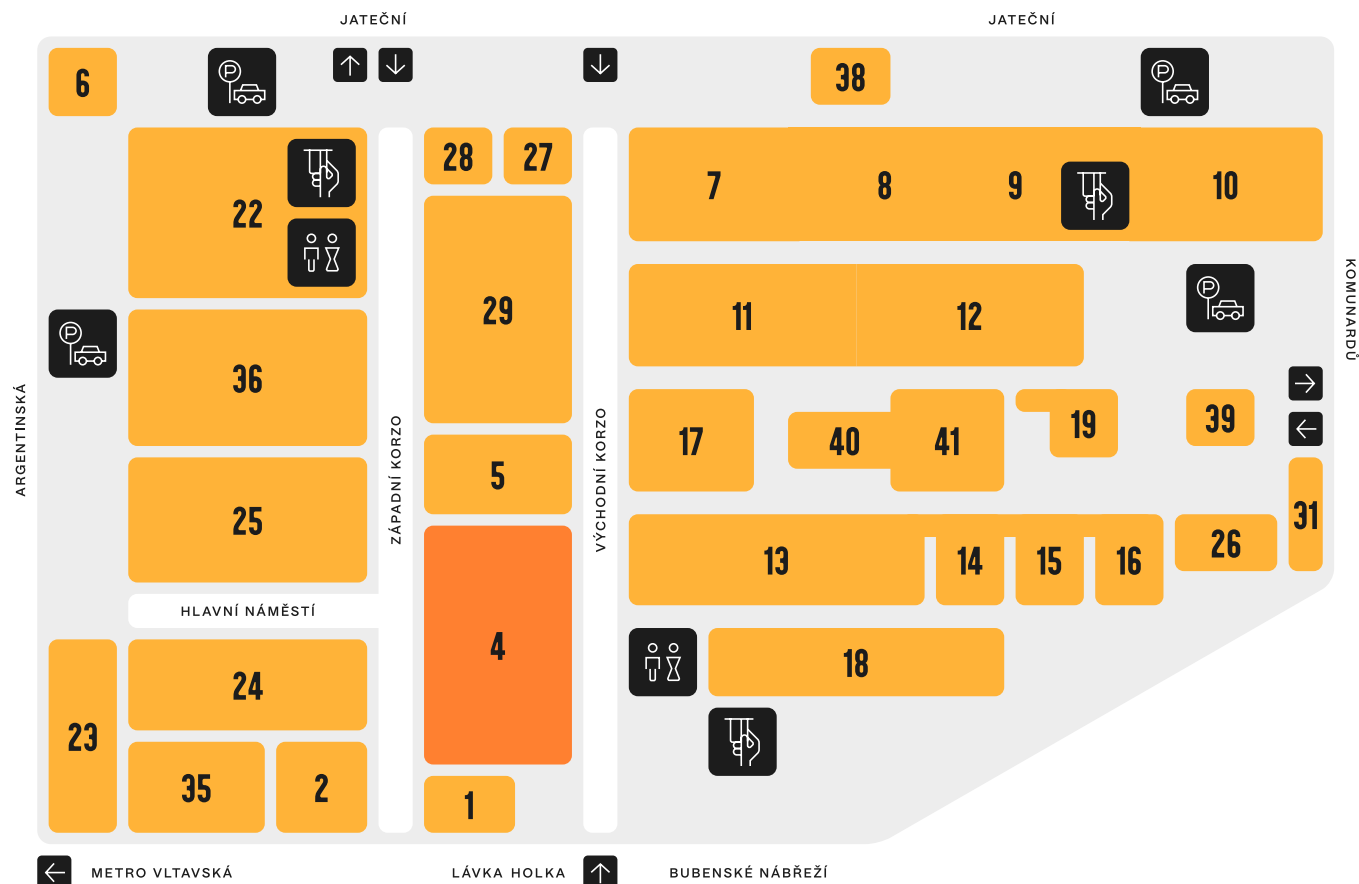 JATEČNÍ
JATEČNÍ
6
P
38
P
28
27
22
7
8
9
10
29
P
11
12
P
36
ARGENTINSKÁ
ZÁPADNÍ KORZO
VÝCHODNÍ KORZO
KOMUNARDŮ
17
40
41
19
39
5
25
31
13
14
15
16
26
HLAVNÍ NÁMĚSTÍ
4
18
24
23
35
2
1
METRO VLTAVSKÁ
LÁVKA HOLKA
BUBENSKÉ NÁBŘEŽÍ